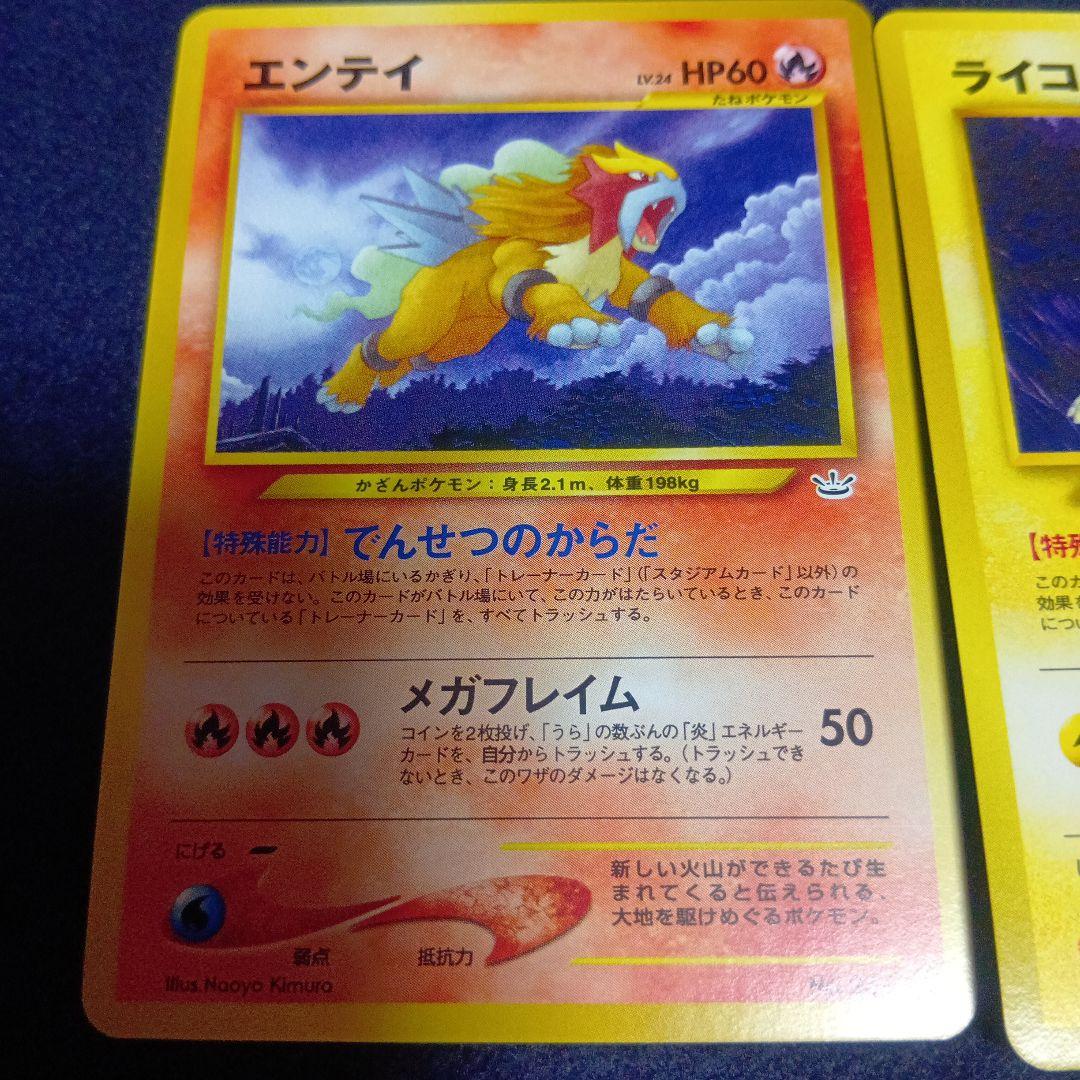 エンテイ
LV.24 HP60
たねポケモン
かざんポケモン：身長2.1m、体重198kg
【特殊能力】でんせつのからだ
このカードは、バトル場にいるかぎり、「トレーナーカード」(「スタジアムカード」以外)の
効果を受けない。このカードがバトル場にいて、この力がはたらいているとき、このカード
についている「トレーナーカード」を、すべてトラッシュする。
メガフレイム
50
コインを2枚投げ、「うら」の数ぶんの「炎」エネルギー
カードを、自分からトラッシュする。(トラッシュでき
ないとき、このワザのダメージはなくなる。)
にげる
新しい火山ができるたび生
まれてくると伝えられる、
大地を駆けめぐるポケモン。
弱点
抵抗力
Illus. Naoyo Kimura
ライコ
【特殊
このカ
効果を
につい